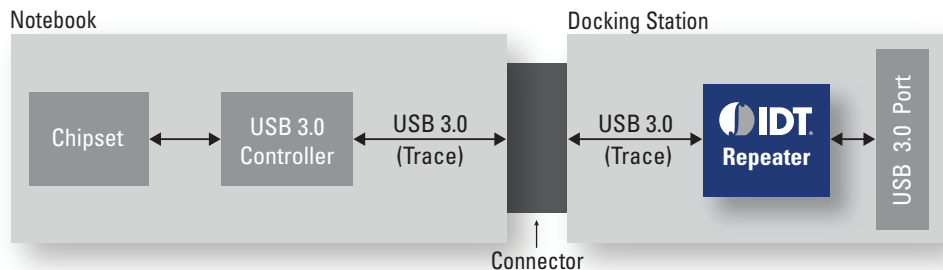 Notebook
Docking Station
Chipset
USB 3.0
Controller
USB 3.0
(Trace)
USB 3.0
(Trace)
IDT.
Repeater
USB 3.0 Port
Connector